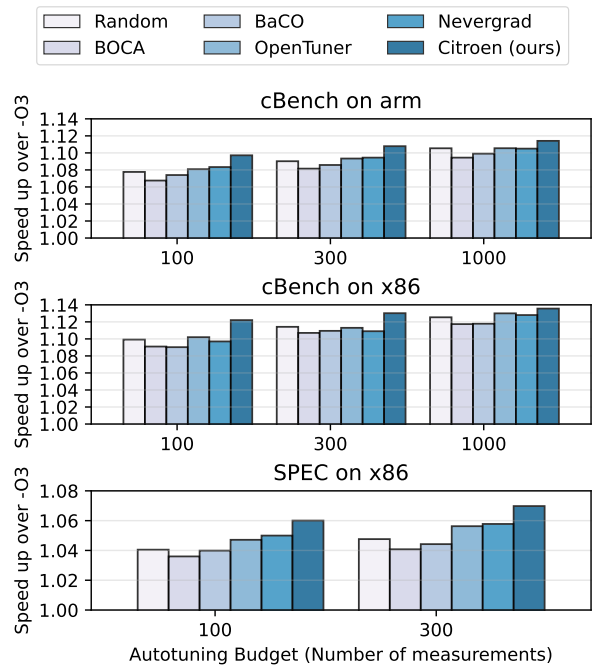 Random BaCO Nevergrad
BOCA OpenTuner Citroen (ours)
cBench on arm
Speed up over -O3
1.14
1.12
1.10
1.08
1.06
1.04
1.02
1.00
100 300 1000
cBench on x86
Speed up over -O3
1.14
1.12
1.10
1.08
1.06
1.04
1.02
1.00
100 300 1000
SPEC on x86
Speed up over -O3
1.08
1.06
1.04
1.02
1.00
100 300
Autotuning Budget (Number of measurements)